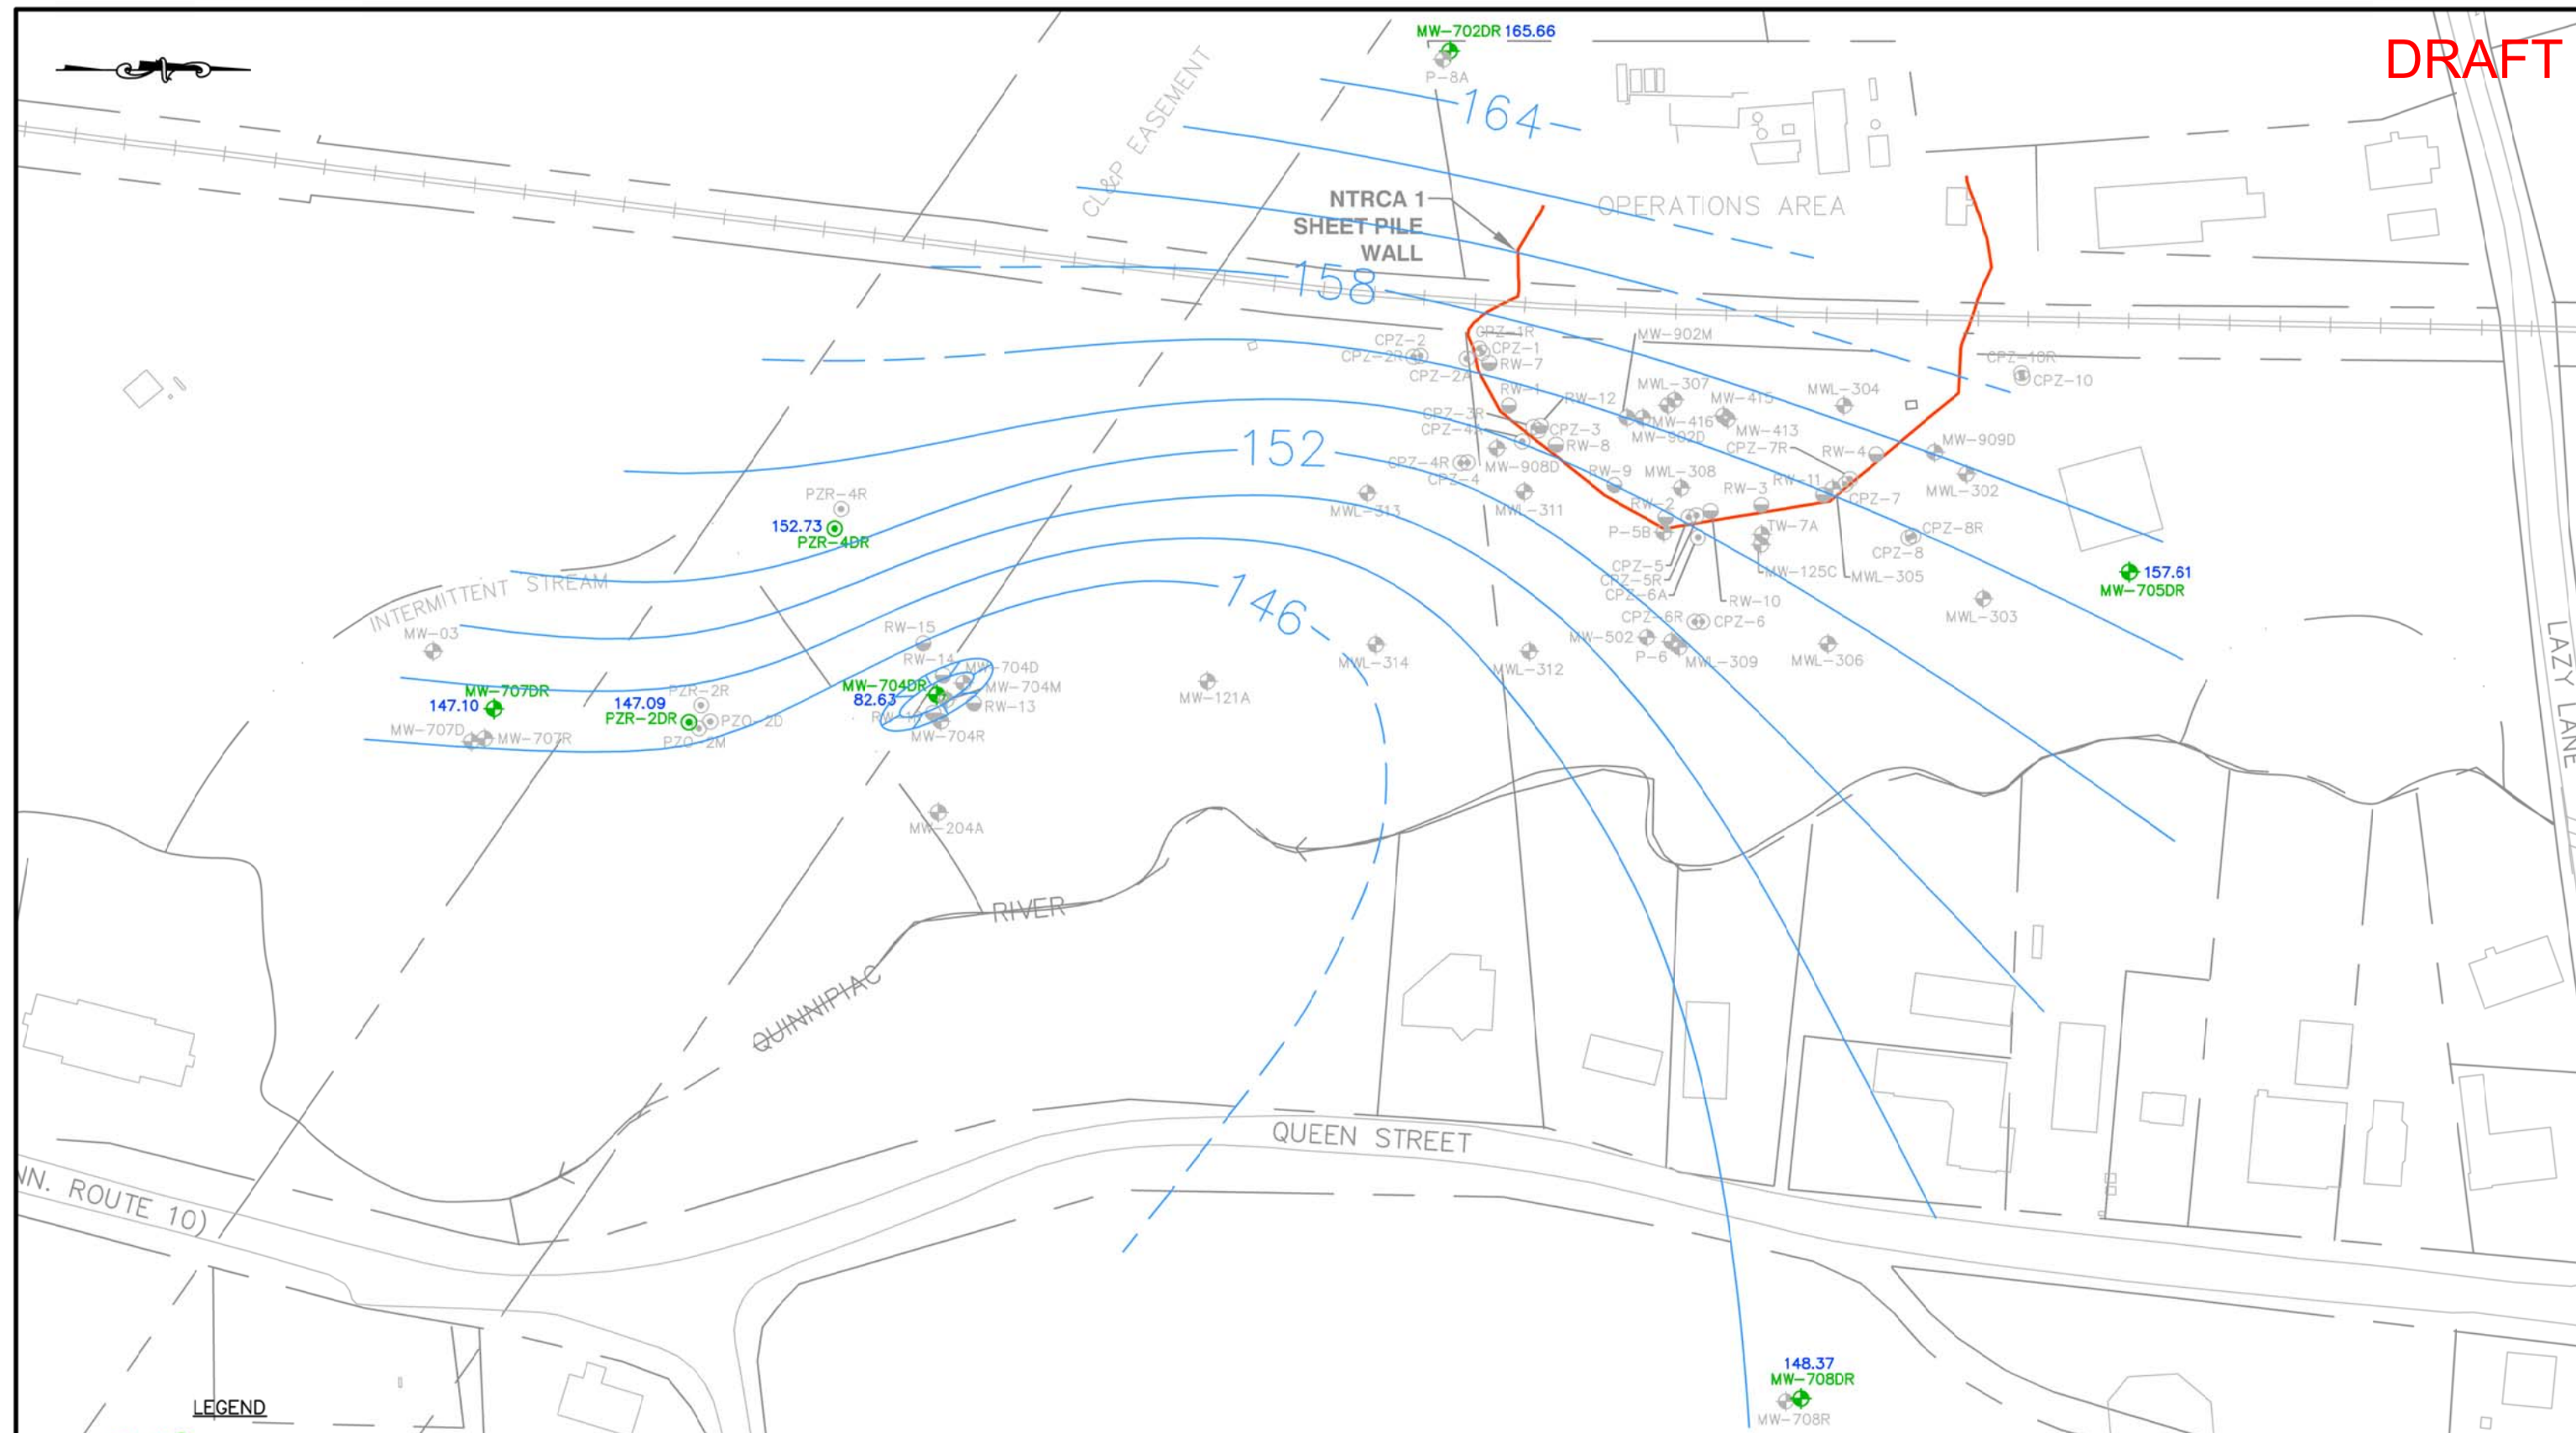 DRAFT
MW-702DR 165.66
P-8A
164
CL&P EASEMENT
NTRCA 1
SHEET PILE
WALL
OPERATIONS AREA
158
CPZ-1R
CPZ-2
CPZ-1
CPZ-2R
RW-7
CPZ-2A
MW-902M
CPZ-10R
CPZ-10
MWL-307
RW-1
RW-12
MW-415
MWL-304
CPZ-3R
CPZ-4A
CPZ-3
MW-416
MW-413
MW-902D
152
RW-8
CPZ-7R
RW-4
MW-909D
CPZ-4R
MW-908D
CPZ-4
RW-9
MWL-308
RW-3
RW-11
MWL-302
CPZ-7
PZR-4R
152.73
PZR-4DR
MWL-313
MWL-311
RW-2
P-5B
TW-7A
CPZ-8R
CPZ-8
CPZ-5
CPZ-5R
CPZ-6A
MW-125C
MWL-305
RW-10
157.61
MW-705DR
INTERMITTENT STREAM
146
MWL-303
CPZ-6R
CPZ-6
MW-03
RW-15
MW-502
P-6
MWL-309
MWL-306
MWL-314
MWL-312
RW-14
MW-704D
MW-704DR
MW-704M
82.63
RW-13
MW-704R
MW-121A
MW-707DR
147.10
MW-707D
MW-707R
PZR-2R
147.09
PZR-2DR
PZO-2D
PZO-2M
LAZY LANE
MW-204A
QUINNIPIAC RIVER
QUEEN STREET
NN. ROUTE 10)
148.37
MW-708DR
MW-708R
LEGEND